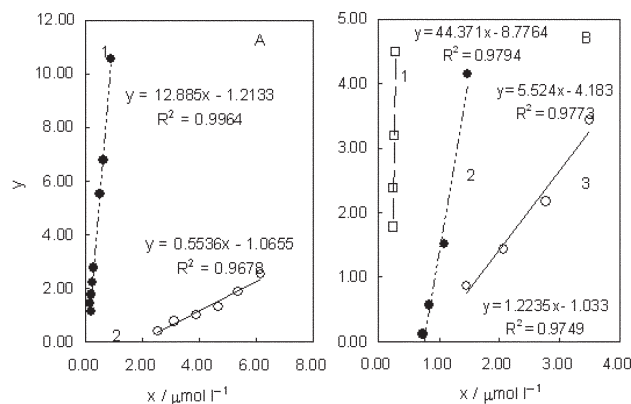 12.00
10.00
8.00
6.00
4.00
2.00
0.00
y
1
A
y = 12.885x - 1.2133
R² = 0.9964
y = 0.5536x - 1.0655
R² = 0.9678
2
0.00 2.00 4.00 6.00 8.00
x / µmol l⁻¹
5.00
4.00
3.00
2.00
1.00
0.00
y=44.371x-8.7764
R²=0.9794
B
1
y=5.524x-4.183
R²=0.9773
2
3
y=1.2235x-1.033
R²=0.9749
0.00 1.00 2.00 3.00 4.00
x / µmol l⁻¹